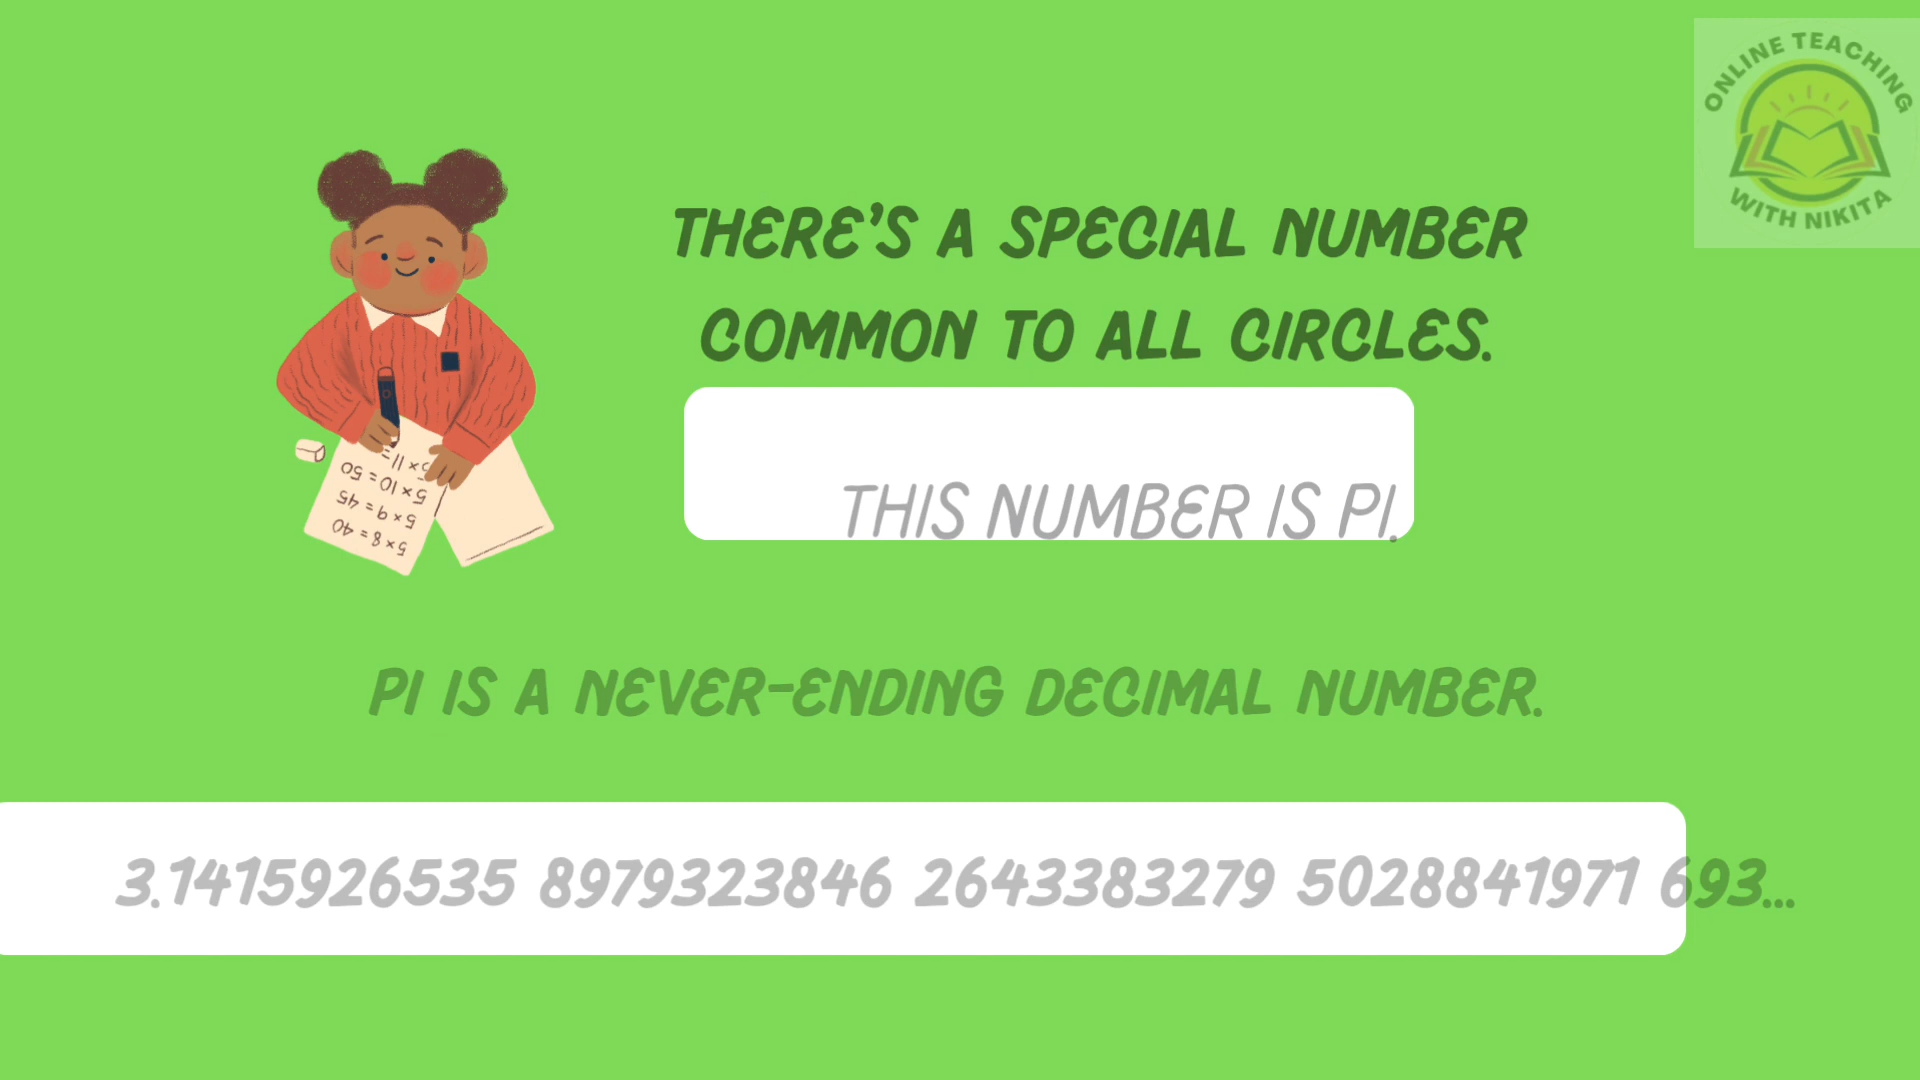 ONLINE TEACHING
WITH NIKITA
THERE'S A SPECIAL NUMBER
COMMON TO ALL CIRCLES.
THIS NUMBER IS PI.
5 × 8 = 40
5 × 9 = 45
5 × 10 = 50
5 × 11 =
PI IS A NEVER-ENDING DECIMAL NUMBER.
3.1415926535 8979323846 2643383279 5028841971 693...